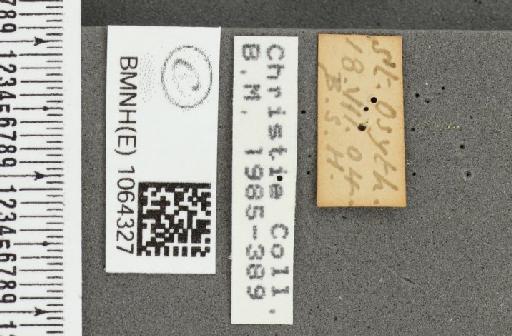 BMNH(E) 1064327
Christie Coll.
B.M. 1985-389
St. Osyth.
18.VII.04.
B.S.H.